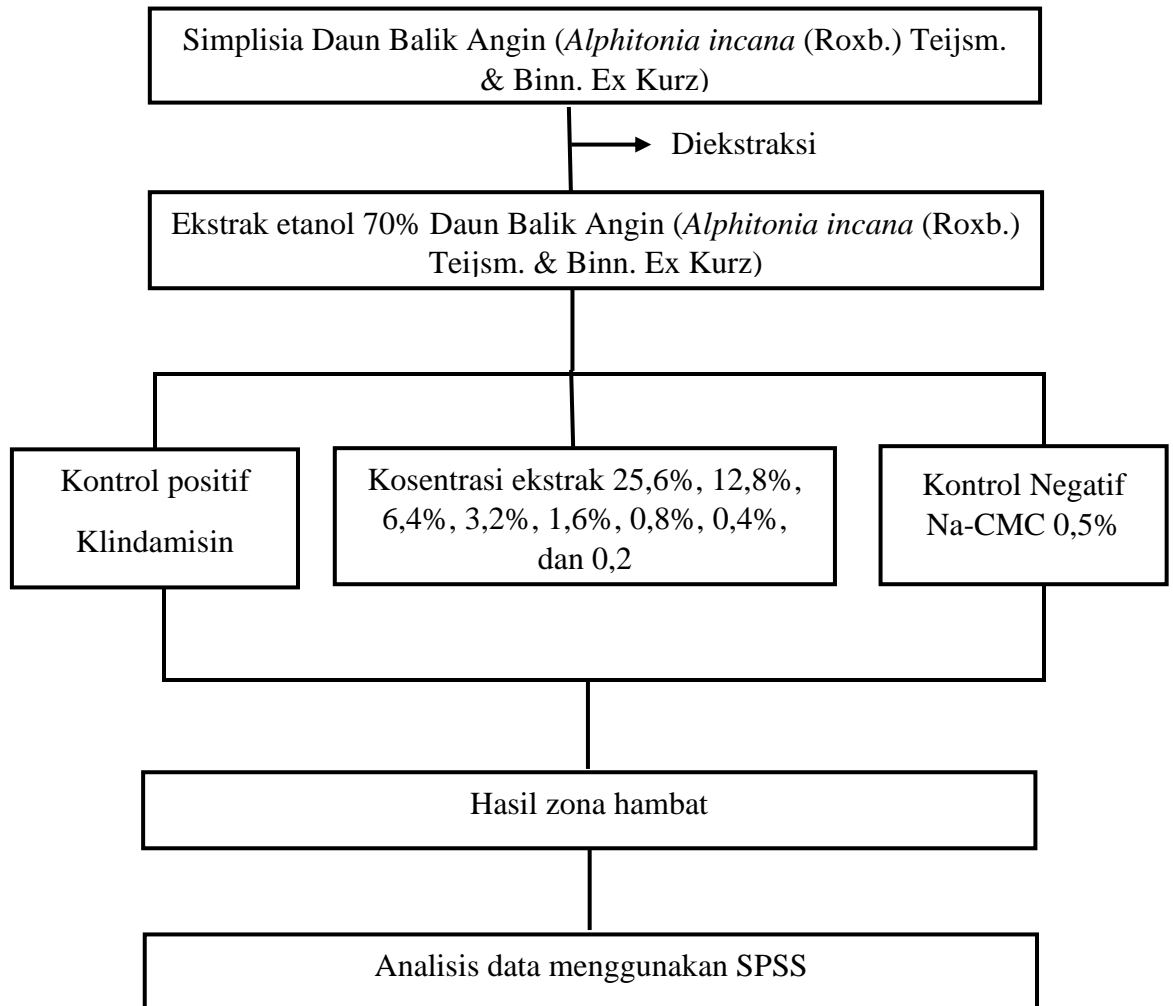 Simplisia Daun Balik Angin (Alphitonia incana (Roxb.) Teijsm.
& Binn. Ex Kurz)
Diekstraksi
Ekstrak etanol 70% Daun Balik Angin (Alphitonia incana (Roxb.)
Teijsm. & Binn. Ex Kurz)
Kontrol positif
Klindamisin
Kosentrasi ekstrak 25,6%, 12,8%,
6,4%, 3,2%, 1,6%, 0,8%, 0,4%,
dan 0,2
Kontrol Negatif
Na-CMC 0,5%
Hasil zona hambat
Analisis data menggunakan SPSS